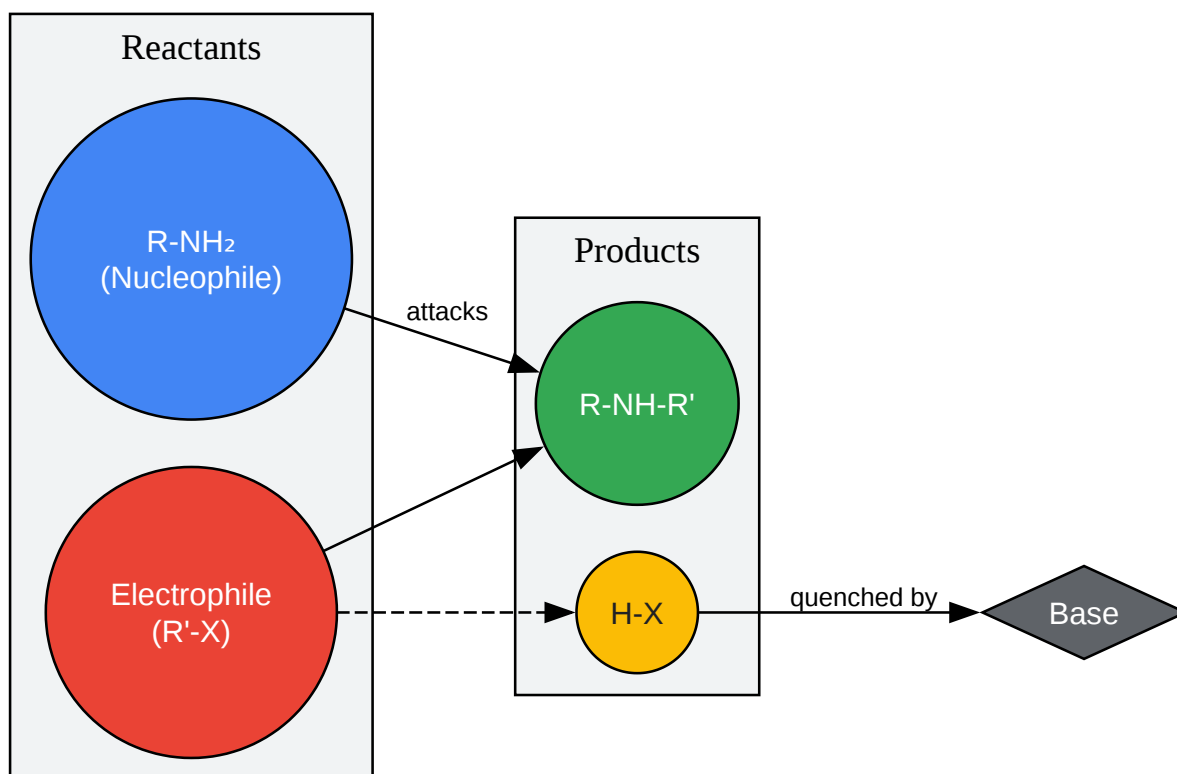 Reactants
R-NH₂
(Nucleophile)
attacks
Products
R-NH-R'
Electrophile
(R'-X)
H-X
quenched by
Base